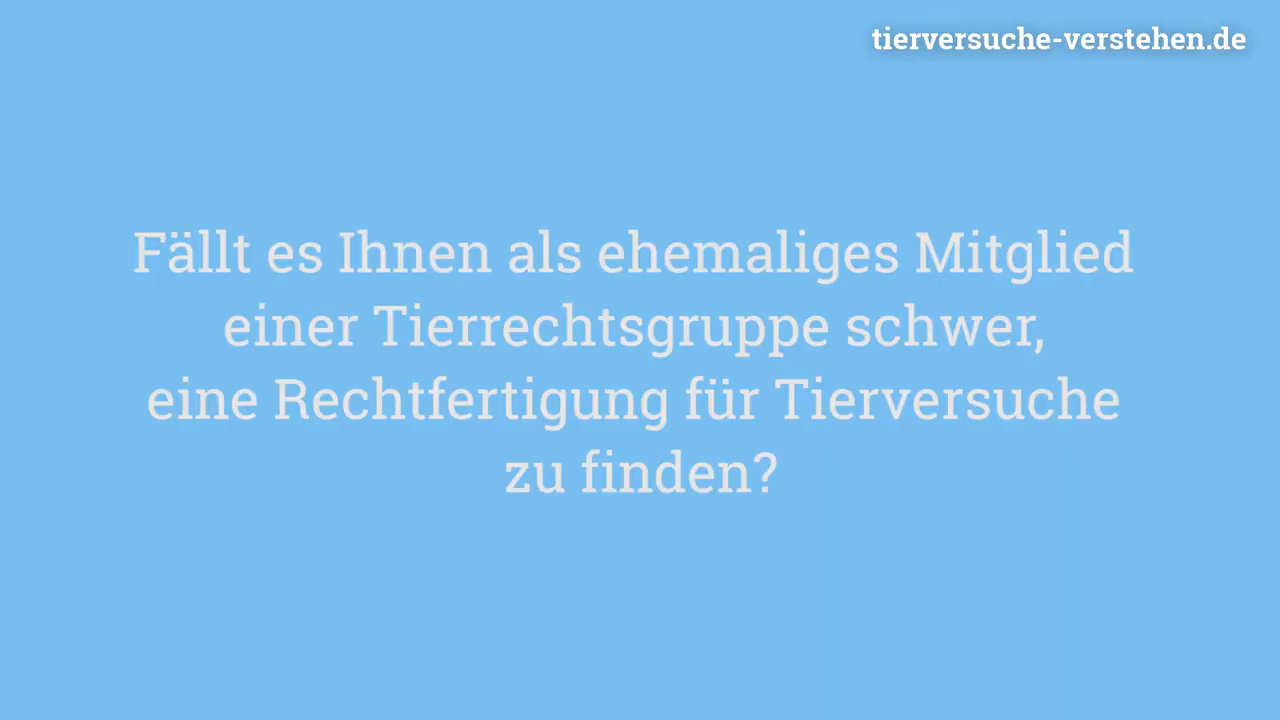 tierversuche-verstehen.de
Fällt es Ihnen als ehemaliges Mitglied
einer Tierrechtsgruppe schwer,
eine Rechtfertigung für Tierversuche
zu finden?